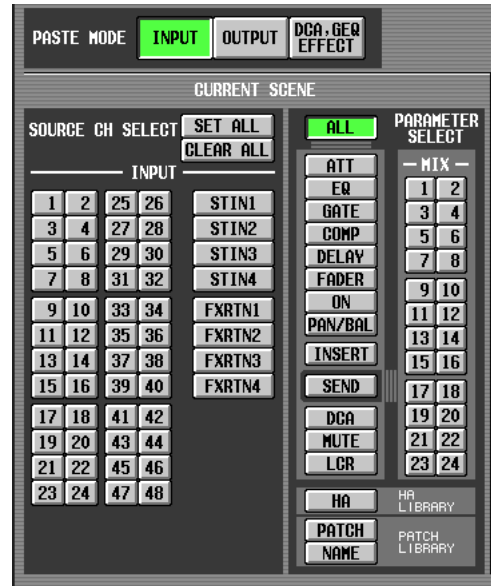 PASTE MODE INPUT OUTPUT DCA,GEQ EFFECT
CURRENT SCENE
SOURCE CH SELECT SET ALL
CLEAR ALL
INPUT
1 2 25 26 STIN1
3 4 27 28 STIN2
5 6 29 30 STIN3
7 8 31 32 STIN4
9 10 33 34 FXRTN1
11 12 35 36 FXRTN2
13 14 37 38 FXRTN3
15 16 39 40 FXRTN4
17 18 41 42
19 20 43 44
21 22 45 46
23 24 47 48
ALL
ATT
EQ
GATE
COMP
DELAY
FADER
ON
PAN/BAL
INSERT
SEND
DCA
MUTE
LCR
PARAMETER
SELECT
MIX
1 2
3 4
5 6
7 8
9 10
11 12
13 14
15 16
17 18
19 20
21 22
23 24
HA
HA
LIBRARY
PATCH
NAME
PATCH
LIBRARY